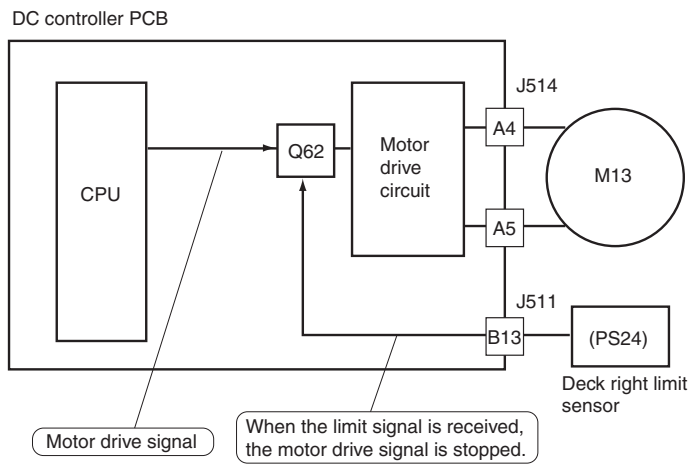 DC controller PCB
J514
A4
Motor
drive
circuit
Q62
M13
CPU
A5
J511
B13
(PS24)
Deck right limit
sensor
When the limit signal is received,
the motor drive signal is stopped.
Motor drive signal